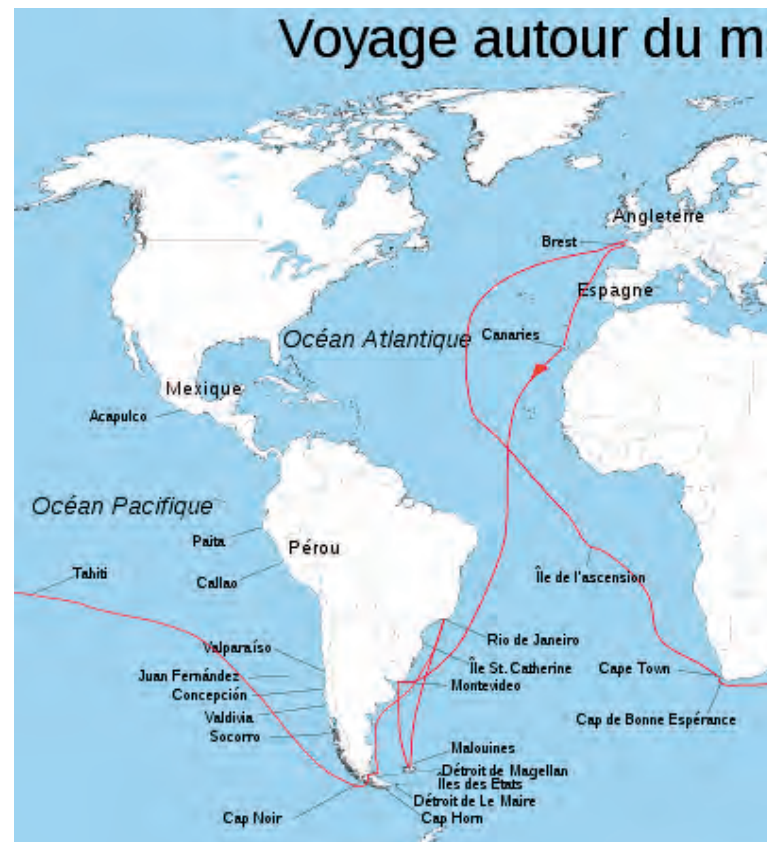 Voyage autour du m
Angleterre
Brest
Espagne
Océan Atlantique
Canaries
Mexique
Acapulco
Océan Pacifique
Paita
Pérou
Tahiti
Callao
Île de l'ascension
Rio de Janeiro
Valparaíso
Île St. Catherine
Cape Town
Juan Fernández
Montevideo
Concepción
Valdivia
Cap de Bonne Espérance
Socorro
Malouines
Détroit de Magellan
Îles des Etats
Détroit de Le Maire
Cap Noir
Cap Horn